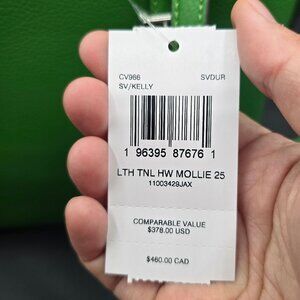 CV966 SVDUR
SV/KELLY
1 96395 87676 1
LTH TNL HW MOLLIE 25
11003429JAX
COMPARABLE VALUE
$378.00 USD
$460.00 CAD